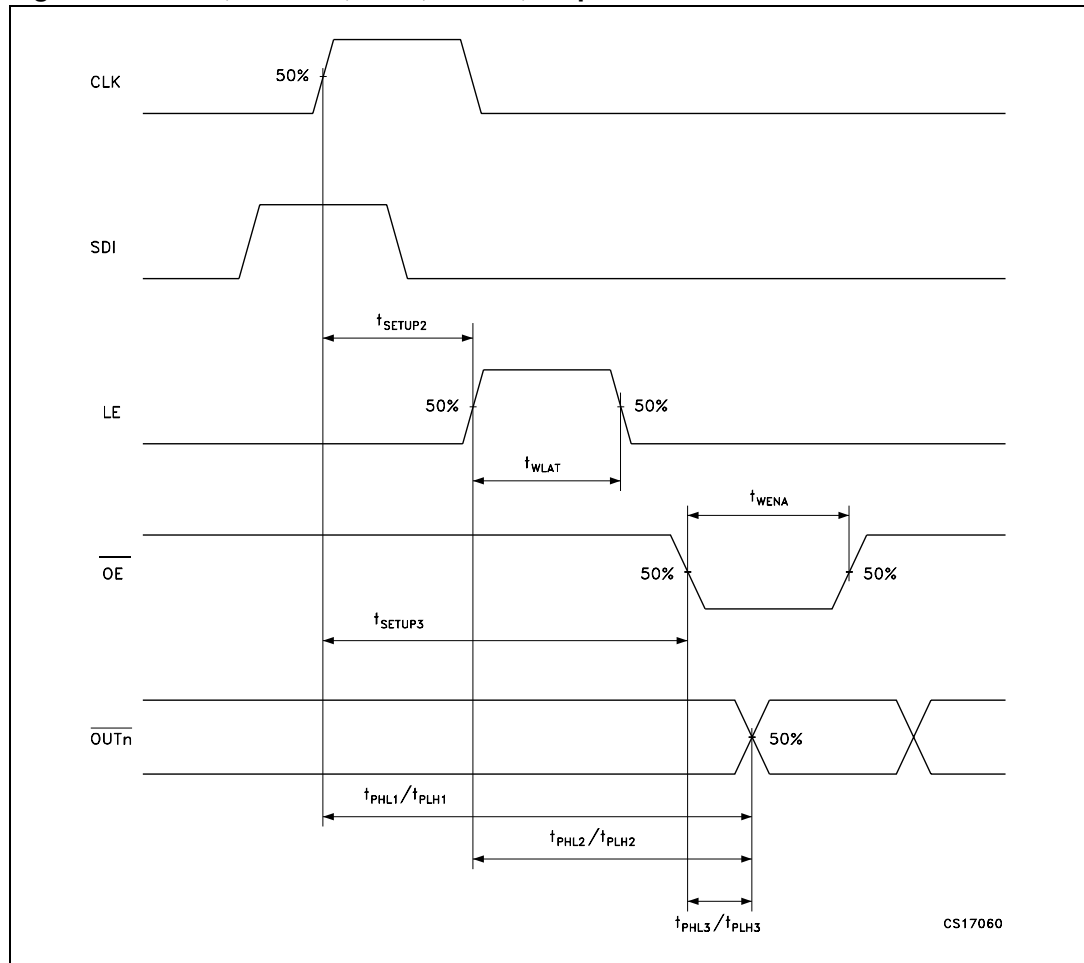 50%
CLK
SDI
tSETUP2
50%
50%
LE
tWLAT
tWENA
OE
50%
50%
tSETUP3
OUTn
50%
tPHL1/tPLH1
tPHL2/tPLH2
tPHL3/tPLH3
CS17060